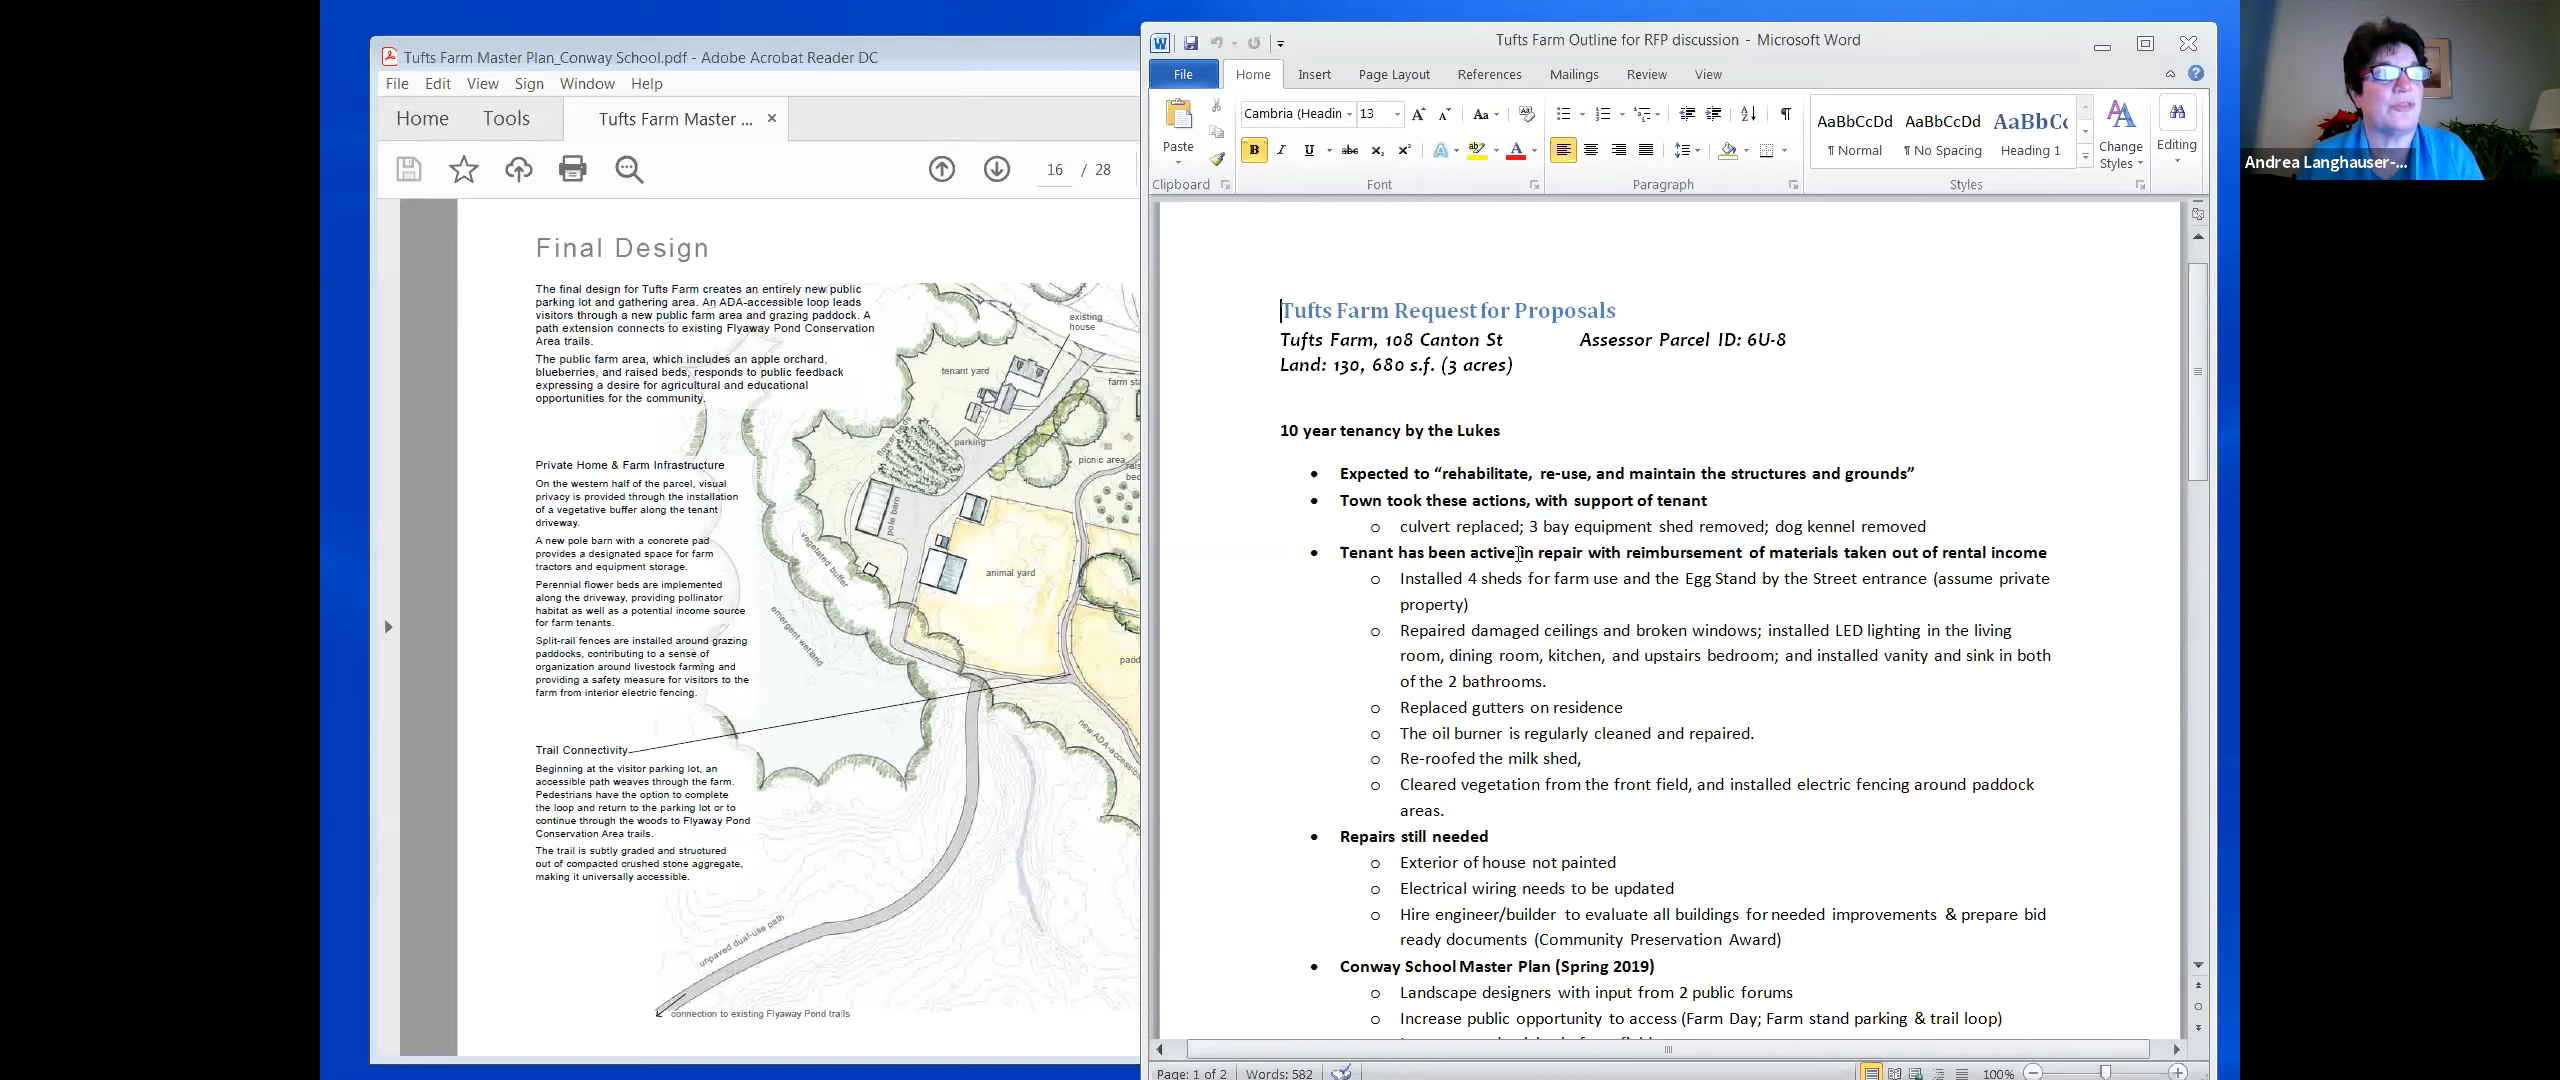 Tufts Farm Master Plan_Conway School.pdf - Adobe Acrobat Reader DC
File Edit View Sign Window Help
Home Tools Tufts Farm Master ... ×
16 / 28
Final Design
The final design for Tufts Farm creates an entirely new public
parking lot and gathering area. An ADA-accessible loop leads
visitors through a new public farm area and grazing paddock. A
path extension connects to existing Flyaway Pond Conservation
Area trails.
The public farm area, which includes an apple orchard,
blueberries, and raised beds, responds to public feedback
expressing a desire for agricultural and educational
opportunities for the community.
Private Home & Farm Infrastructure
On the western half of the parcel, visual
privacy is provided through the installation
of a vegetative buffer along the tenant
driveway.
A new pole barn with a concrete pad
provides a designated space for farm
tractors and equipment storage.
Perennial flower beds are implemented
along the driveway, providing pollinator
habitat as well as a potential income source
for farm tenants.
Split-rail fences are installed around grazing
paddocks, contributing to a sense of
organization around livestock farming and
providing a safety measure for visitors to the
farm from interior electric fencing.
Trail Connectivity
Beginning at the visitor parking lot, an
accessible path weaves through the farm.
Pedestrians have the option to complete
the loop and return to the parking lot or to
continue through the woods to Flyaway Pond
Conservation Area trails.
The trail is subtly graded and structured
out of compacted crushed stone aggregate,
making it universally accessible.
existing
house
tenant yard
farm sta
flower beds
parking
picnic area
rais
bed
pole barn
vegetated buffer
animal yard
emergent wetland
padd
new ADA-accessible
unpaved dual-use path
connection to existing Flyaway Pond trails
Tufts Farm Outline for RFP discussion - Microsoft Word
File Home Insert Page Layout References Mailings Review View
Paste
Cambria (Headin 13
AaBbCcDd AaBbCcDd AaBbCc
¶ Normal ¶ No Spacing Heading 1
Change
Styles
Editing
Clipboard Font Paragraph Styles
Tufts Farm Request for Proposals
Tufts Farm, 108 Canton St Assessor Parcel ID: 6U-8
Land: 130, 680 s.f. (3 acres)
10 year tenancy by the Lukes
• Expected to “rehabilitate, re-use, and maintain the structures and grounds”
• Town took these actions, with support of tenant
o culvert replaced; 3 bay equipment shed removed; dog kennel removed
• Tenant has been active in repair with reimbursement of materials taken out of rental income
o Installed 4 sheds for farm use and the Egg Stand by the Street entrance (assume private
property)
o Repaired damaged ceilings and broken windows; installed LED lighting in the living
room, dining room, kitchen, and upstairs bedroom; and installed vanity and sink in both
of the 2 bathrooms.
o Replaced gutters on residence
o The oil burner is regularly cleaned and repaired.
o Re-roofed the milk shed,
o Cleared vegetation from the front field, and installed electric fencing around paddock
areas.
• Repairs still needed
o Exterior of house not painted
o Electrical wiring needs to be updated
o Hire engineer/builder to evaluate all buildings for needed improvements & prepare bid
ready documents (Community Preservation Award)
• Conway School Master Plan (Spring 2019)
o Landscape designers with input from 2 public forums
o Increase public opportunity to access (Farm Day; Farm stand parking & trail loop)
Page: 1 of 2 Words: 582 100%
Andrea Langhauser-...